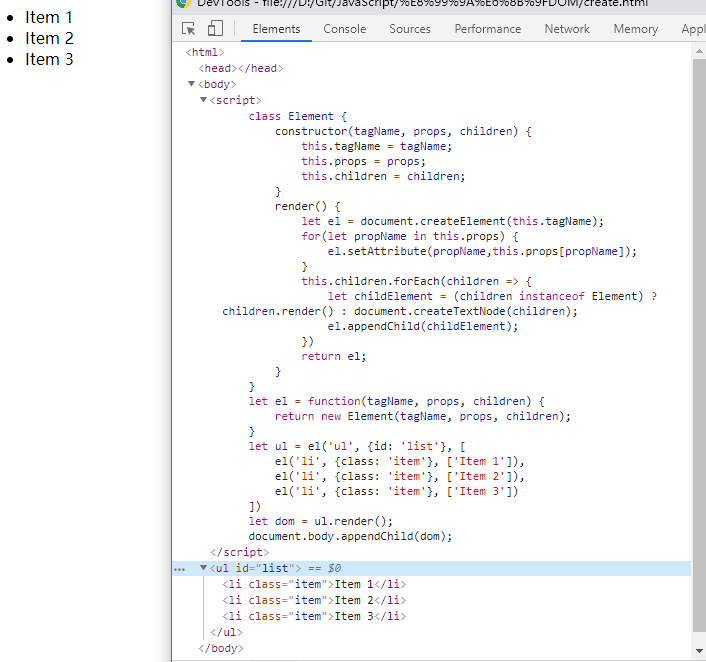 Item 1
Item 2
Item 3
DevTools - file:///D:/Git/JavaScript/%E8%99%9A%E6%8B%9FDOM/create.html
Elements Console Sources Performance Network Memory Appl
<html>
<head></head>
<body>
<script>
class Element {
constructor(tagName, props, children) {
this.tagName = tagName;
this.props = props;
this.children = children;
}
render() {
let el = document.createElement(this.tagName);
for(let propName in this.props) {
el.setAttribute(propName,this.props[propName]);
}
this.children.forEach(children => {
let childElement = (children instanceof Element) ?
children.render() : document.createTextNode(children);
el.appendChild(childElement);
})
return el;
}
}
let el = function(tagName, props, children) {
return new Element(tagName, props, children);
}
let ul = el('ul', {id: 'list'}, [
el('li', {class: 'item'}, ['Item 1']),
el('li', {class: 'item'}, ['Item 2']),
el('li', {class: 'item'}, ['Item 3'])
])
let dom = ul.render();
document.body.appendChild(dom);
</script>
... <ul id="list"> == $0
<li class="item">Item 1</li>
<li class="item">Item 2</li>
<li class="item">Item 3</li>
</ul>
</body>